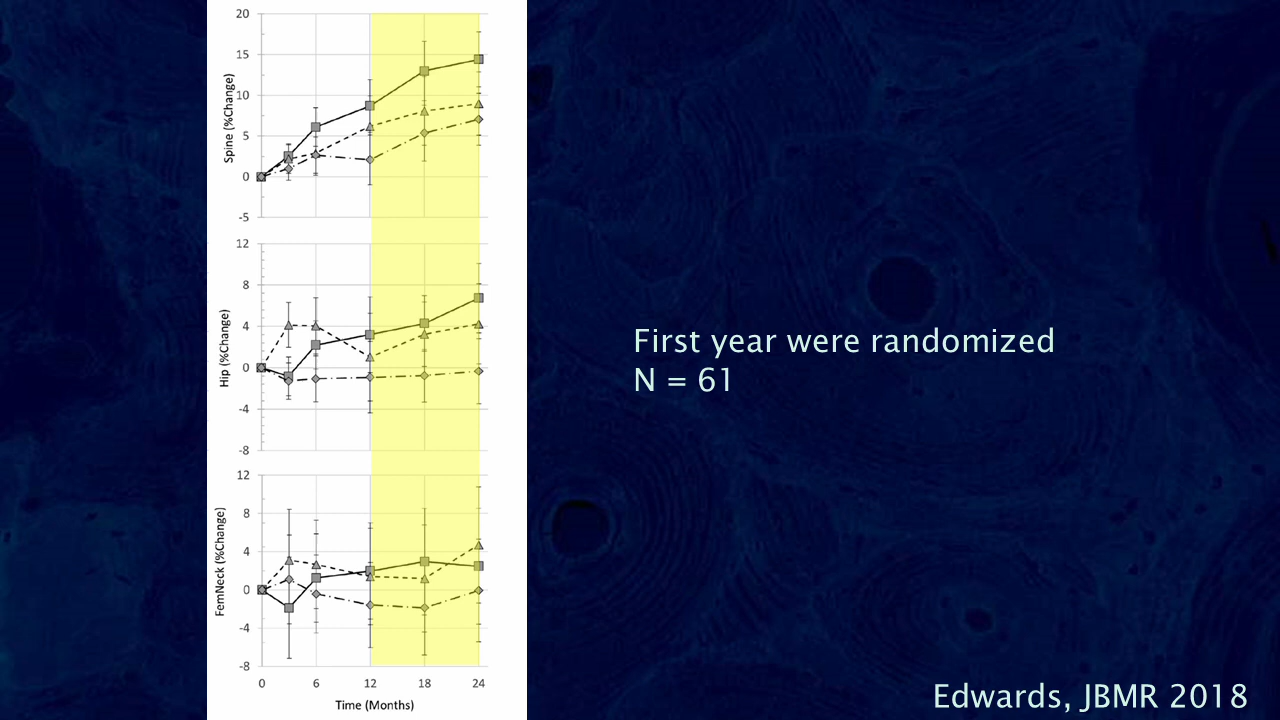 20
15
10
5
0
-5
Spine (%Change)
12
8
4
0
-4
-8
Hip (%Change)
12
8
4
0
-4
-8
FemNeck (%Change)
0 6 12 18 24
Time (Months)
First year were randomized
N = 61
Edwards, JBMR 2018